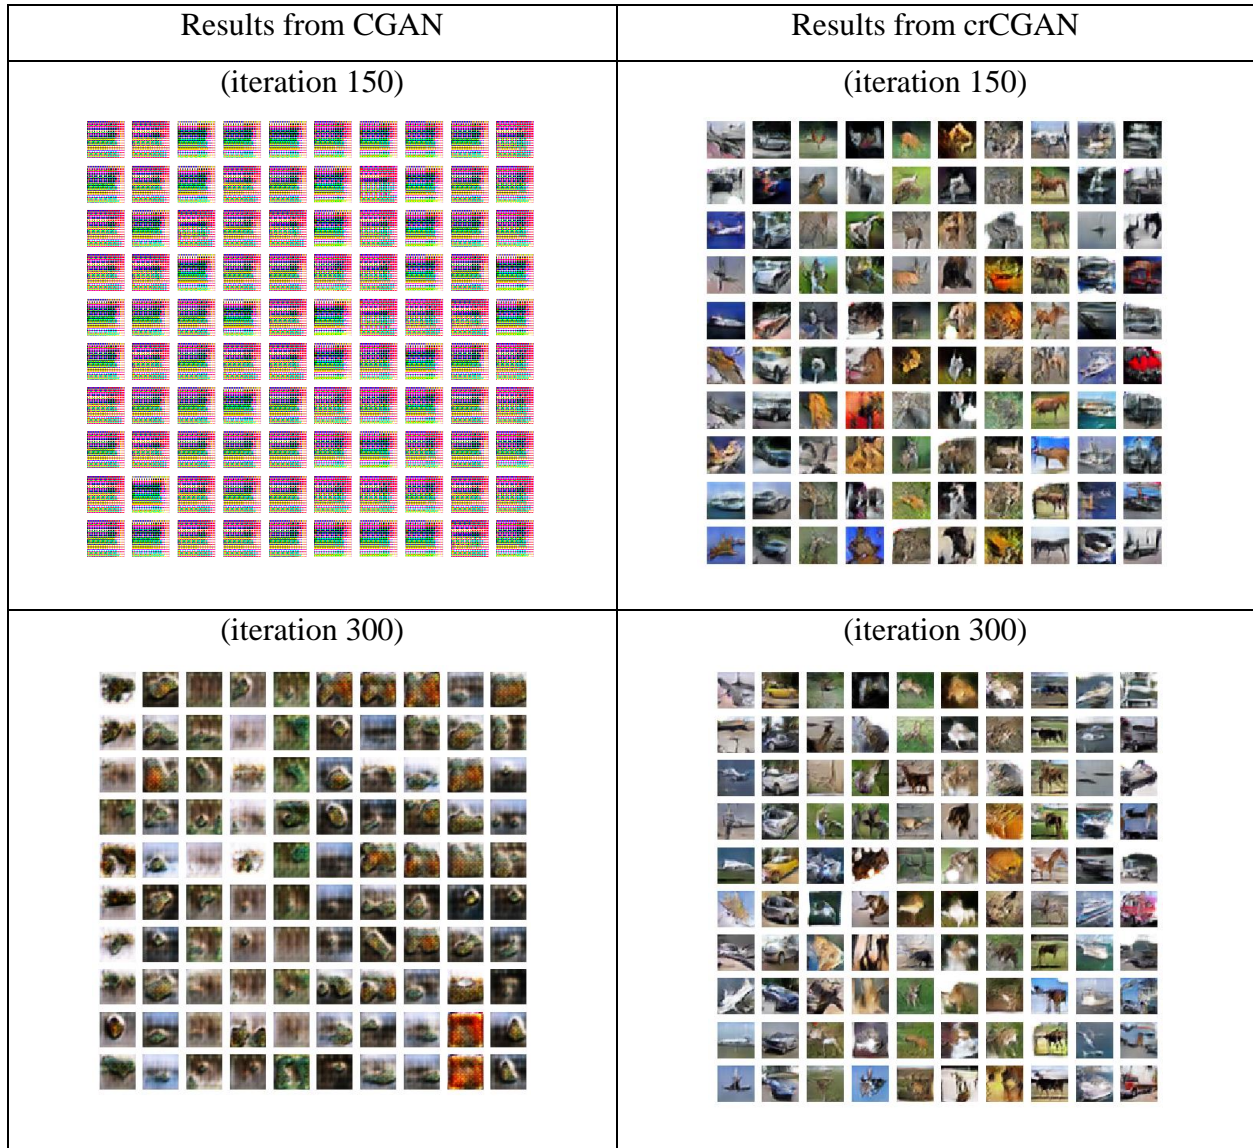 Results from CGAN
Results from crCGAN
(iteration 150)
(iteration 150)
(iteration 300)
(iteration 300)